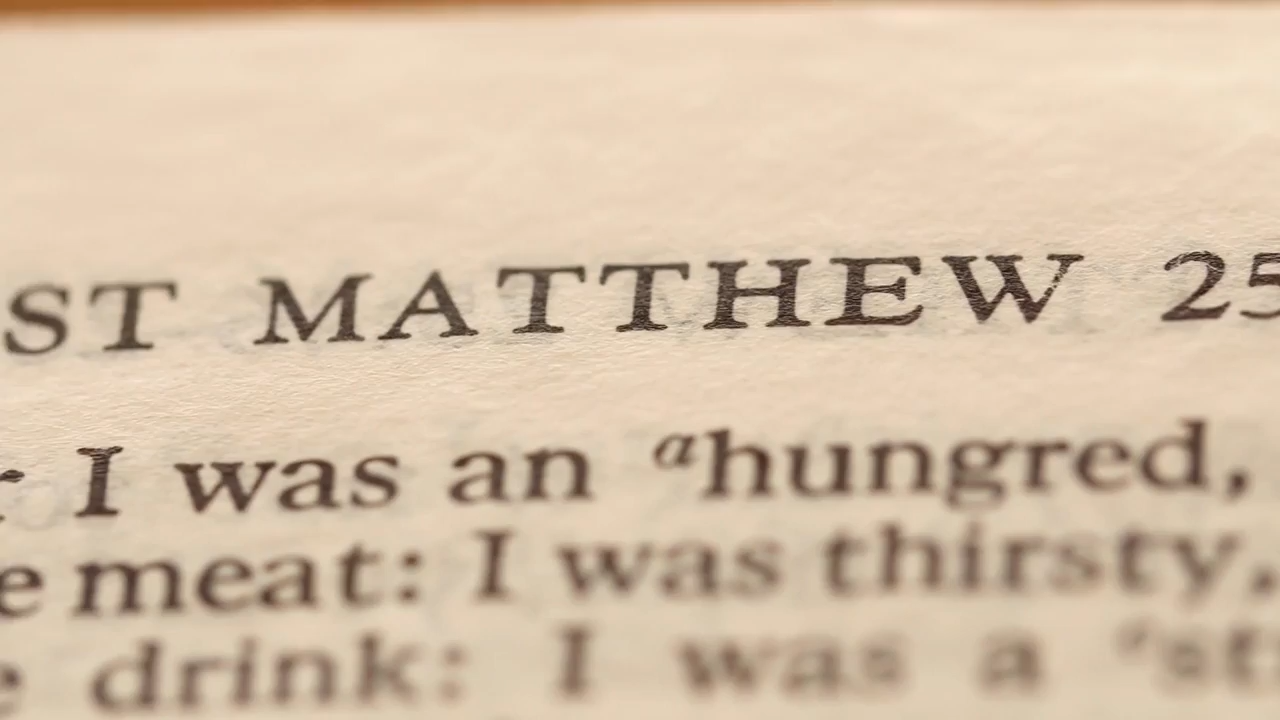 ST MATTHEW 25
I was an ahungred,
meat: I was thirsty,
drink: I was a